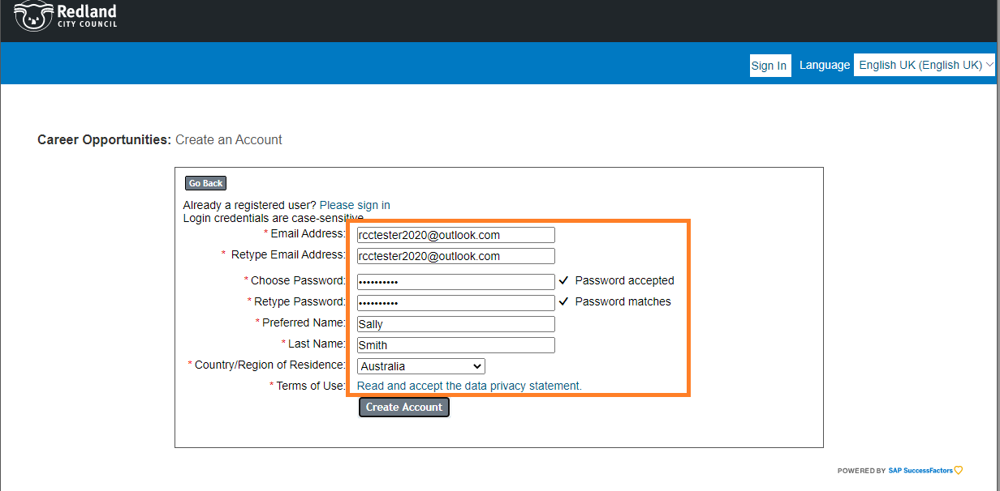 Redland
CITY COUNCIL
Sign In Language English UK (English UK)
Career Opportunities: Create an Account
Go Back
Already a registered user? Please sign in
Login credentials are case-sensitive
* Email Address: rcctester2020@outlook.com
* Retype Email Address: rcctester2020@outlook.com
* Choose Password: •••••••••• ✓ Password accepted
* Retype Password: •••••••••• ✓ Password matches
* Preferred Name: Sally
* Last Name: Smith
* Country/Region of Residence: Australia
* Terms of Use: Read and accept the data privacy statement.
Create Account
POWERED BY SAP SuccessFactors